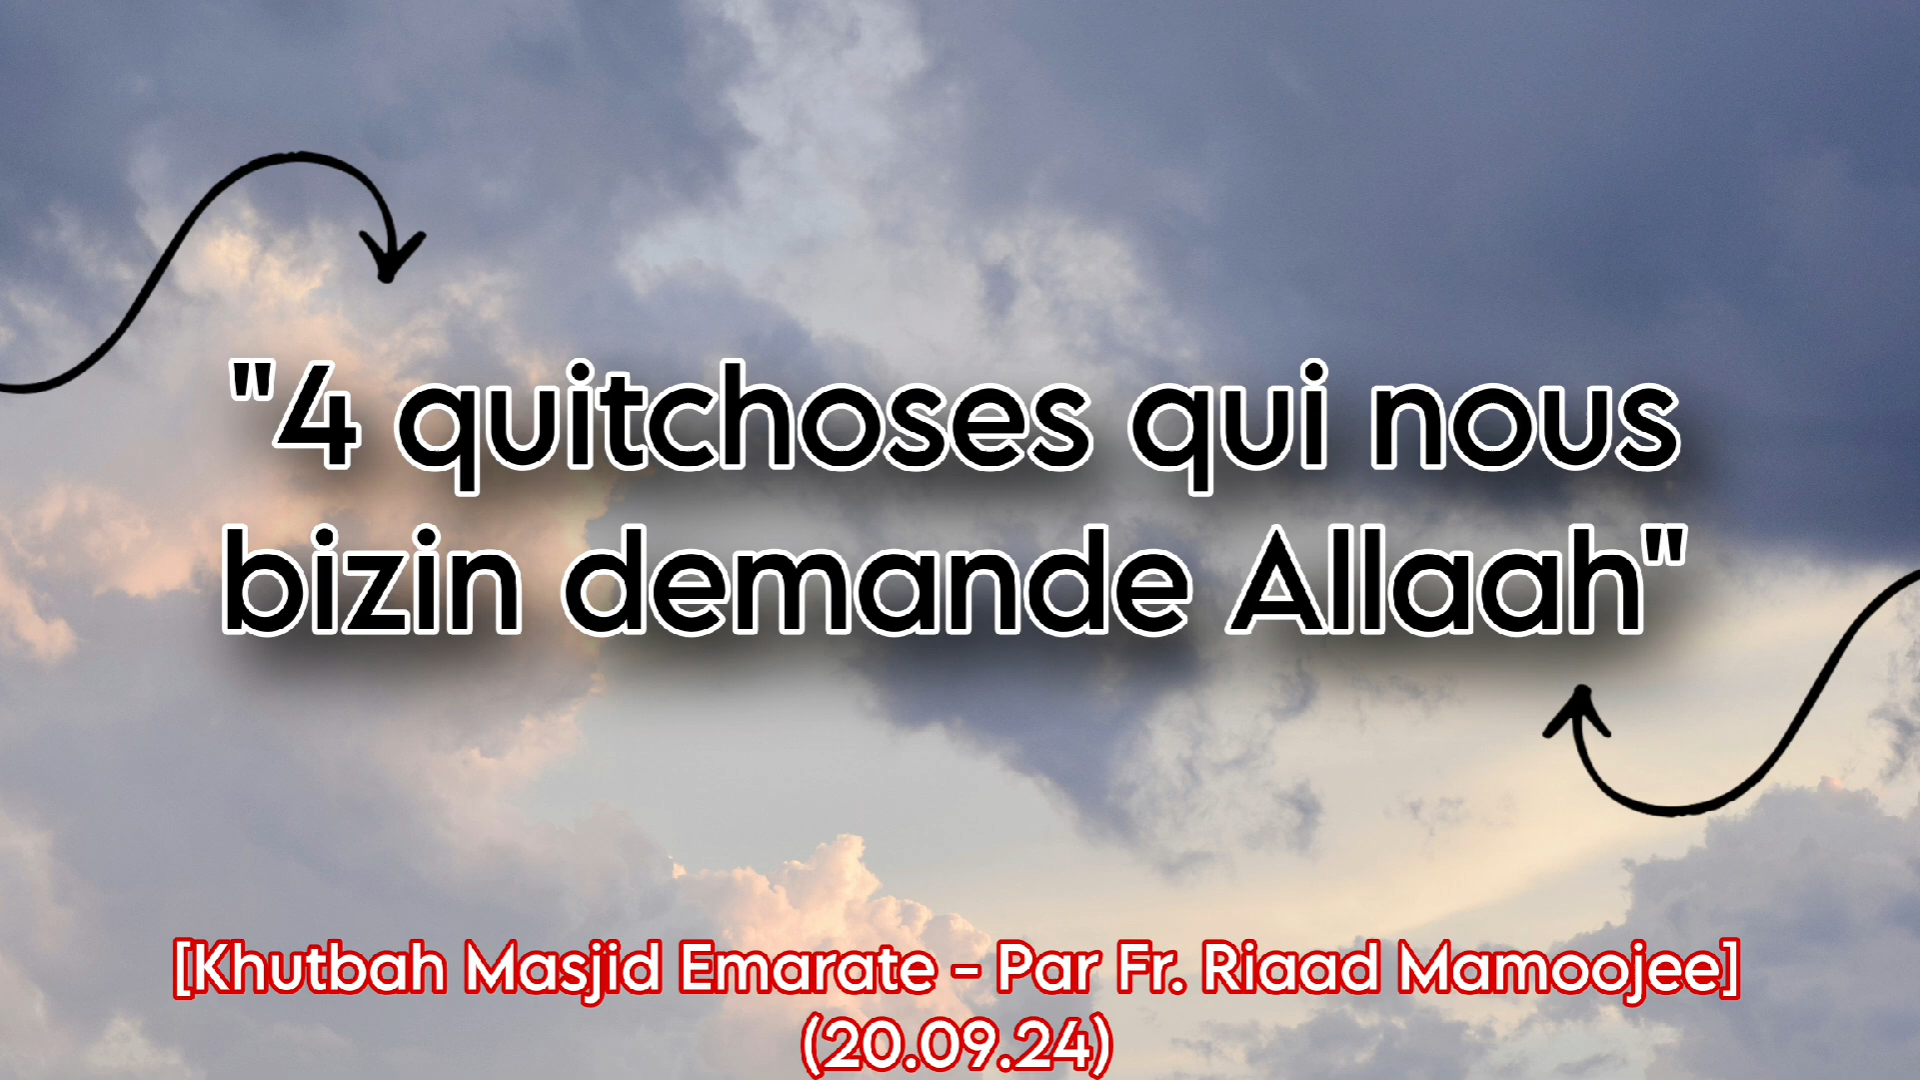 "4 quitchoses qui nous
bizin demande Allaah"
[Khutbah Masjid Emarate - Par Fr. Riaad Mamoojee]
(20.09.24)